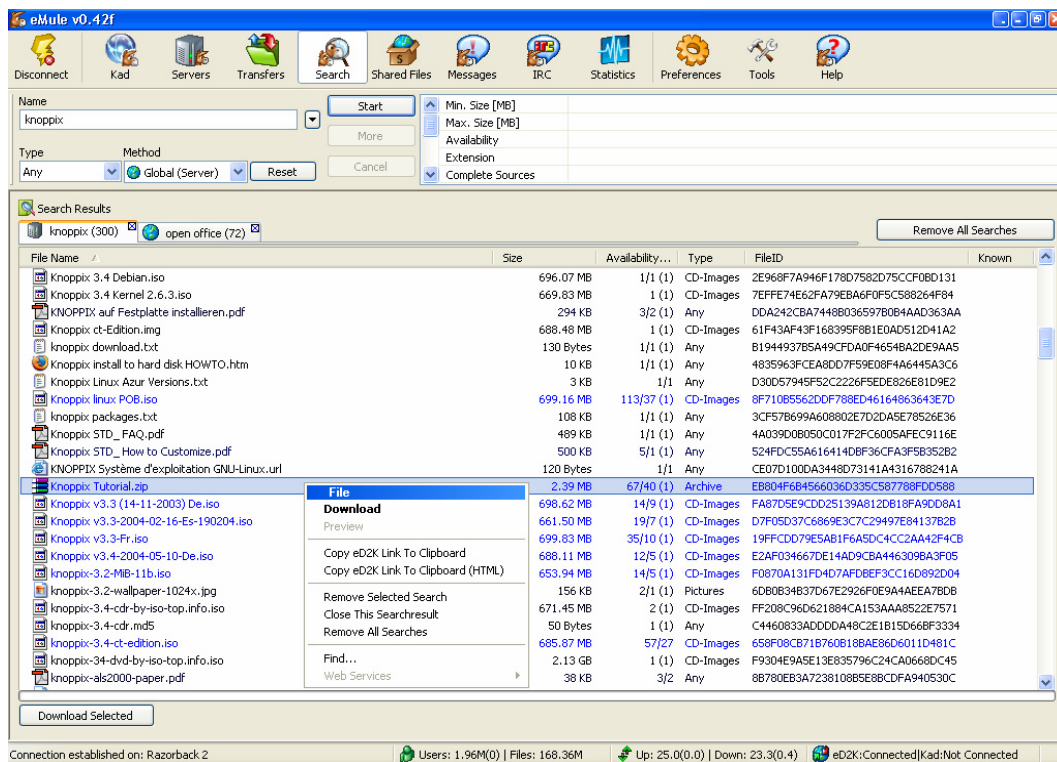 eMule v0.42f
Disconnect Kad Servers Transfers Search Shared Files Messages IRC Statistics Preferences Tools Help
Name
knoppix
Start
More
Cancel
Type Method
Any Global (Server) Reset
Min. Size [MB]
Max. Size [MB]
Availability
Extension
Complete Sources
Search Results
knoppix (300) open office (72) Remove All Searches
File Name Size Availability... Type FileID Known
Knoppix 3.4 Debian.iso 696.07 MB 1/1 (1) CD-Images 2E968F7A946F178D7582D75CCF0BD131
Knoppix 3.4 Kernel 2.6.3.iso 669.83 MB 1 (1) CD-Images 7EFFE74E62FA79EBA6F0F5C588264F84
KNOPPIX auf Festplatte installieren.pdf 294 KB 3/2 (1) Any DDA242CBA7448B036597B0B4AAD363AA
Knoppix ct-Edition.img 688.48 MB 1 (1) CD-Images 61F43AF43F168395F8B1E0AD512D41A2
knoppix download.txt 130 Bytes 1/1 (1) Any B1944937B5A49CFDA0F4654BA2DE9AA5
Knoppix install to hard disk HOWTO.htm 10 KB 1/1 (1) Any 4835963FCEA8DD7F59E08F4A6445A3C6
Knoppix Linux Azur Versions.txt 3 KB 1/1 Any D30D57945F52C2226F5EDE826E81D9E2
Knoppix linux POB.iso 699.16 MB 113/37 (1) CD-Images 8F710B5562DDF788ED46164863643E7D
knoppix packages.txt 108 KB 1/1 (1) Any 3CF57B699A608802E7D2DA5E78526E36
Knoppix STD_FAQ.pdf 489 KB 1/1 (1) Any 4A039D0B050C017F2FC6005AFEC9116E
Knoppix STD_How to Customize.pdf 500 KB 5/1 (1) Any 524FDC55A616414DBF36CFA3F5B352B2
KNOPPIX Système d'exploitation GNU-Linux.url 120 Bytes 1/1 Any CE07D100DA3448D73141A4316788241A
Knoppix Tutorial.zip 2.39 MB 67/40 (1) Archive EB804F6B4566036D335C587788FDD588
Knoppix v3.3 (14-11-2003) De.iso 698.62 MB 14/9 (1) CD-Images FA87D5E9CDD25139A812DB18FA9DD8A1
Knoppix v3.3-2004-02-16-Es-190204.iso 661.50 MB 19/7 (1) CD-Images D7F05D37C6869E3C7C29497E84137B2B
Knoppix v3.3-Fr.iso 699.83 MB 35/10 (1) CD-Images 19FFCDD79E5AB1F6A5DC4CC2AA42F4CB
Knoppix v3.4-2004-05-10-De.iso 688.11 MB 12/5 (1) CD-Images E2AF034667DE14AD9CBA446309BA3F05
knoppix-3.2-MiB-11b.iso 653.94 MB 14/5 (1) CD-Images F0870A131FD4D7AFDBEF3CC16D892D04
knoppix-3.2-wallpaper-1024x.jpg 156 KB 2/1 (1) Pictures 6DB0B34B37D67E2926F0E9A4AEEA7BDB
knoppix-3.4-cdr-by-iso-top.info.iso 671.45 MB 2 (1) CD-Images FF208C96D621884CA153AAA8522E7571
knoppix-3.4-cdr.md5 50 Bytes 1 (1) Any C4460833ADDDDA48C2E1B15D66BF3334
knoppix-3.4-ct-edition.iso 685.87 MB 57/27 CD-Images 658F08CB71B760B18BAE86D6011D481C
knoppix-34-dvd-by-iso-top.info.iso 2.13 GB 1 (1) CD-Images F9304E9A5E13E835796C24CA0668DC45
knoppix-als2000-paper.pdf 38 KB 3/2 Any 8B780EB3A7238108B5E8BCDFA940530C
File
Download
Preview
Copy eD2K Link To Clipboard
Copy eD2K Link To Clipboard (HTML)
Remove Selected Search
Close This Searchresult
Remove All Searches
Find...
Web Services
Download Selected
Connection established on: Razorback 2 Users: 1.96M(0) | Files: 168.36M Up: 25.0(0.0) | Down: 23.3(0.4) eD2K:Connected|Kad:Not Connected